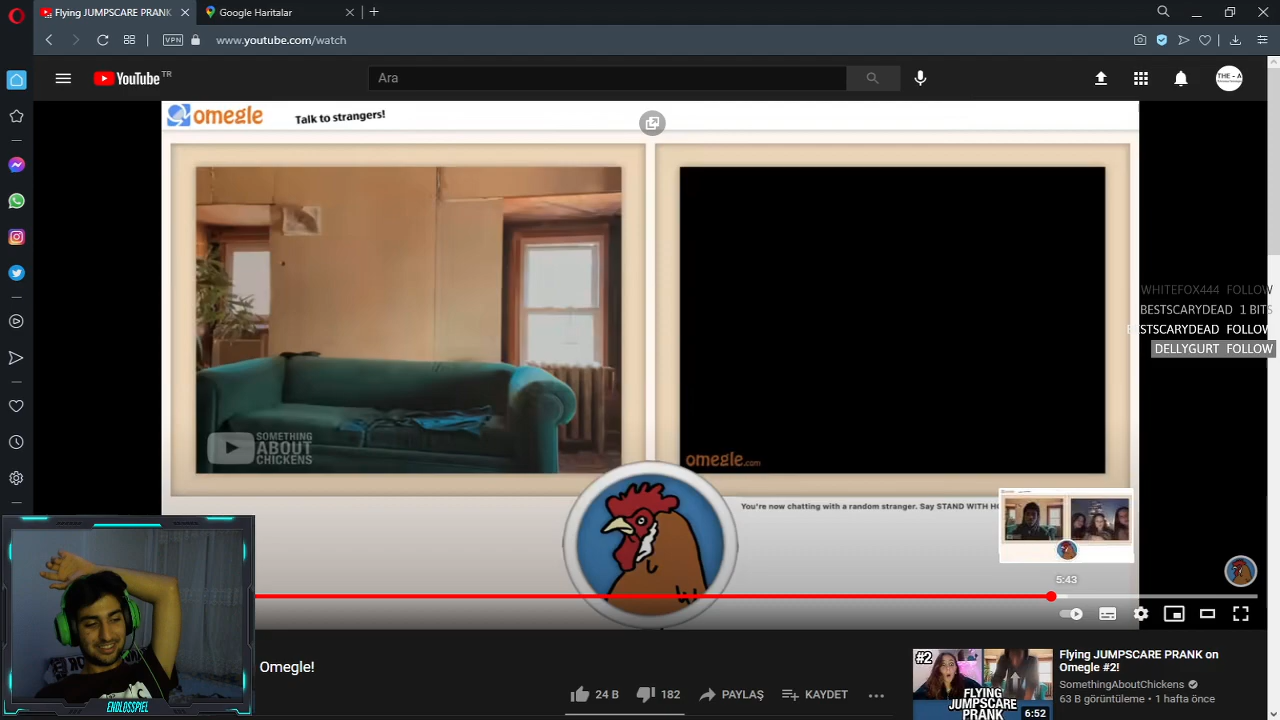 Flying JUMPSCARE PRANK
Google Haritalar
VPN
www.youtube.com/watch
YouTube TR
Ara
THE - A
omegle
Talk to strangers!
SOMETHING
ABOUT
CHICKENS
omegle.com
You're now chatting with a random stranger. Say STAND WITH H
WHITEFOX444 FOLLOW
BESTSCARYDEAD 1 BITS
BESTSCARYDEAD FOLLOW
DELLYGURT FOLLOW
5:43
ENDLOSSPIEL
Omegle!
24 B
182
PAYLAŞ
KAYDET
#2
FLYING
JUMPSCARE
PRANK
6:52
Flying JUMPSCARE PRANK on
Omegle #2!
SomethingAboutChickens
63 B görüntüleme • 1 hafta önce